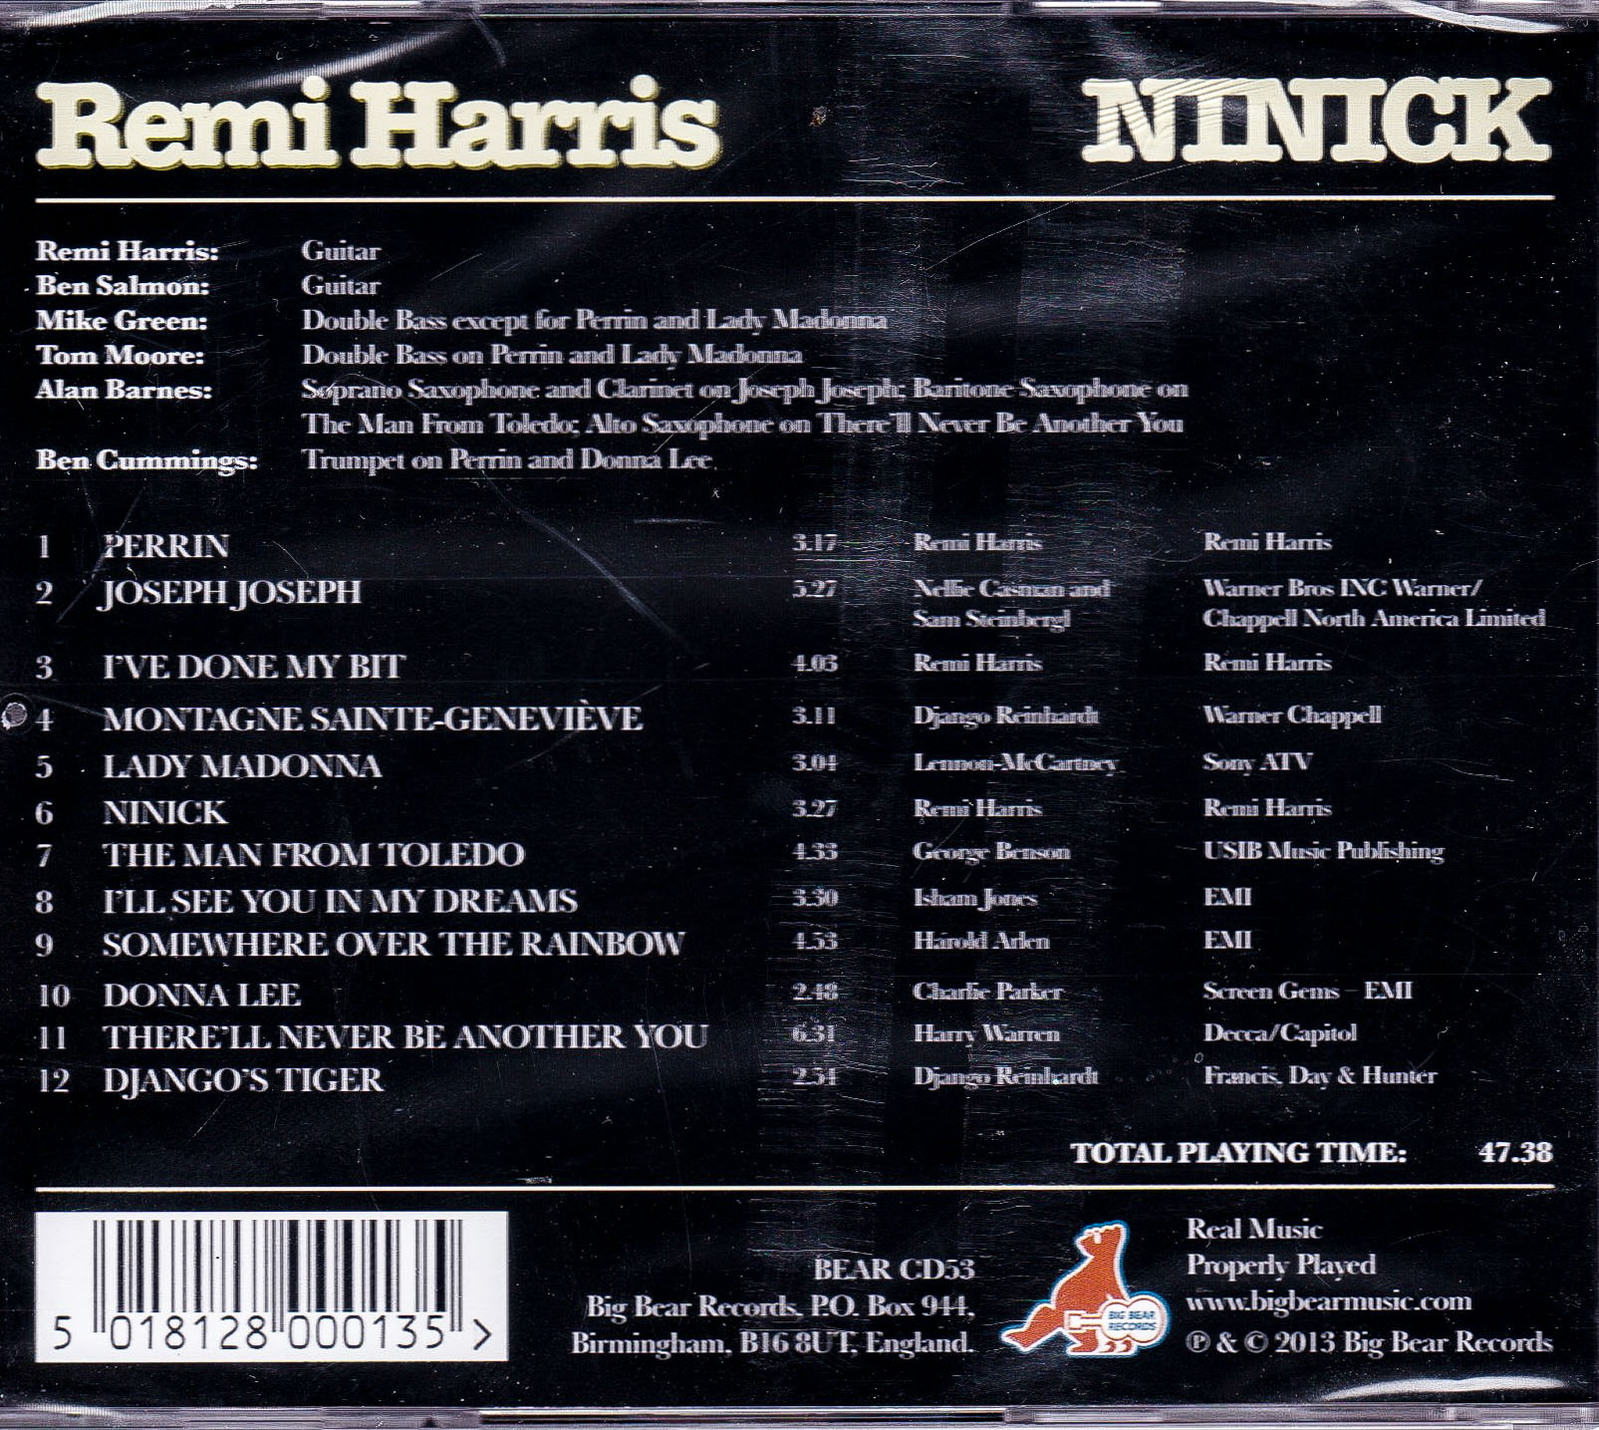 Remi Harris NINICK
Remi Harris: Guitar
Ben Salmon: Guitar
Mike Green: Double Bass except for Perrin and Lady Madonna
Tom Moore: Double Bass on Perrin and Lady Madonna
Alan Barnes: Soprano Saxophone and Clarinet on Joseph Joseph; Baritone Saxophone on
The Man From Toledo; Alto Saxophone on There'll Never Be Another You
Ben Cummings: Trumpet on Perrin and Donna Lee.
1 PERRIN 3.17 Remi Harris Remi Harris
2 JOSEPH JOSEPH 5.27 Nellie Casman and Warner Bros INC Warner/
Sam Steinbergl Chappell North America Limited
3 I'VE DONE MY BIT 4.03 Remi Harris Remi Harris
4 MONTAGNE SAINTE-GENEVIÈVE 3.11 Django Reinhardt Warner Chappell
5 LADY MADONNA 3.04 Lennon-McCartney Sony ATV
6 NINICK 3.27 Remi Harris Remi Harris
7 THE MAN FROM TOLEDO 4.33 George Benson USIB Music Publishing
8 I'LL SEE YOU IN MY DREAMS 3.30 Isham Jones EMI
9 SOMEWHERE OVER THE RAINBOW 4.53 Harold Arlen EMI
10 DONNA LEE 2.48 Charlie Parker Screen Gems – EMI
11 THERE'LL NEVER BE ANOTHER YOU 6.31 Harry Warren Decca/Capitol
12 DJANGO'S TIGER 2.54 Django Reinhardt Francis, Day & Hunter
TOTAL PLAYING TIME: 47.38
5 018128 000135 >
BEAR CD53
Big Bear Records, P.O. Box 944,
Birmingham, B16 8UT, England.
BIG BEAR
RECORDS
Real Music
Properly Played
www.bigbearmusic.com
℗ & © 2013 Big Bear Records